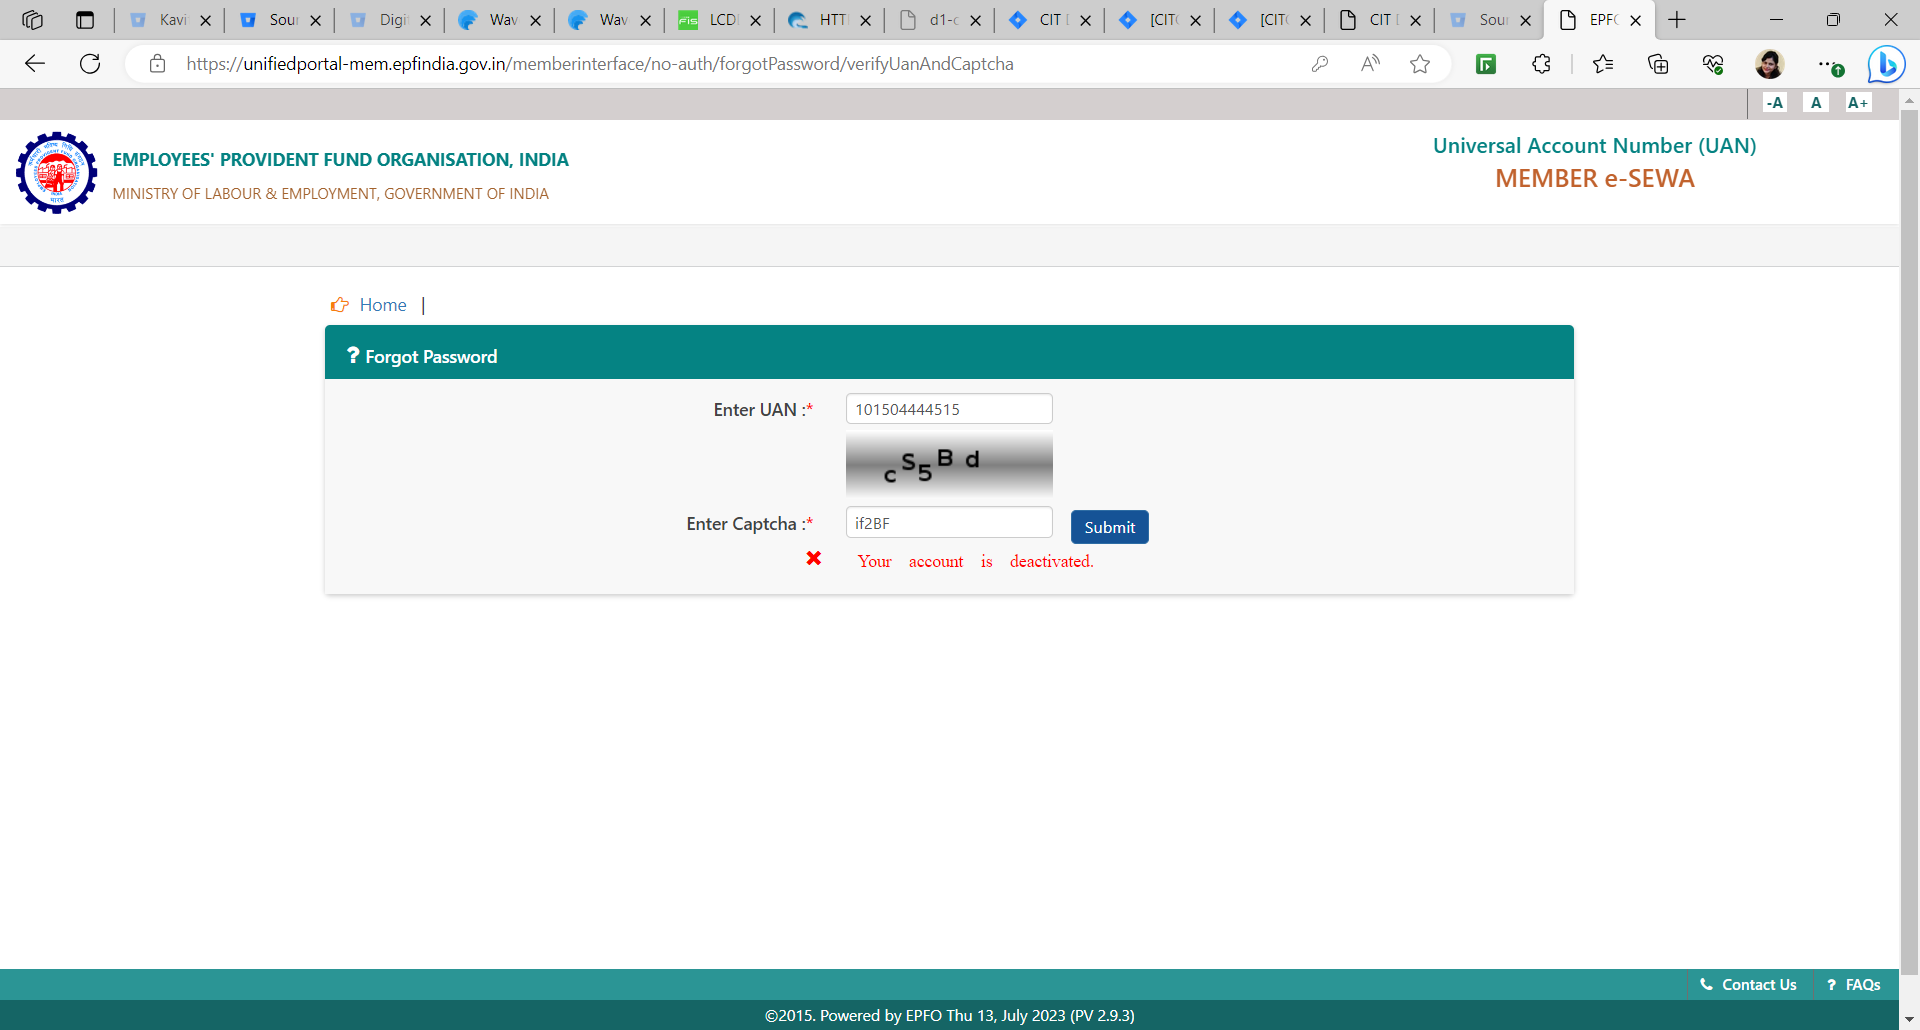 Kavi
Sour
Digi
Wav
Wav
LCD
HTT
d1-c
CIT
[CIT
[CIT
CIT
Sour
EPFC
https://unifiedportal-mem.epfindia.gov.in/memberinterface/no-auth/forgotPassword/verifyUanAndCaptcha
-A A A+
EMPLOYEES' PROVIDENT FUND ORGANISATION, INDIA
MINISTRY OF LABOUR & EMPLOYMENT, GOVERNMENT OF INDIA
Universal Account Number (UAN)
MEMBER e-SEWA
Home |
? Forgot Password
Enter UAN :* 101504444515
cS5Bd
Enter Captcha :* if2BF Submit
Your account is deactivated.
Contact Us ? FAQs
©2015. Powered by EPFO Thu 13, July 2023 (PV 2.9.3)